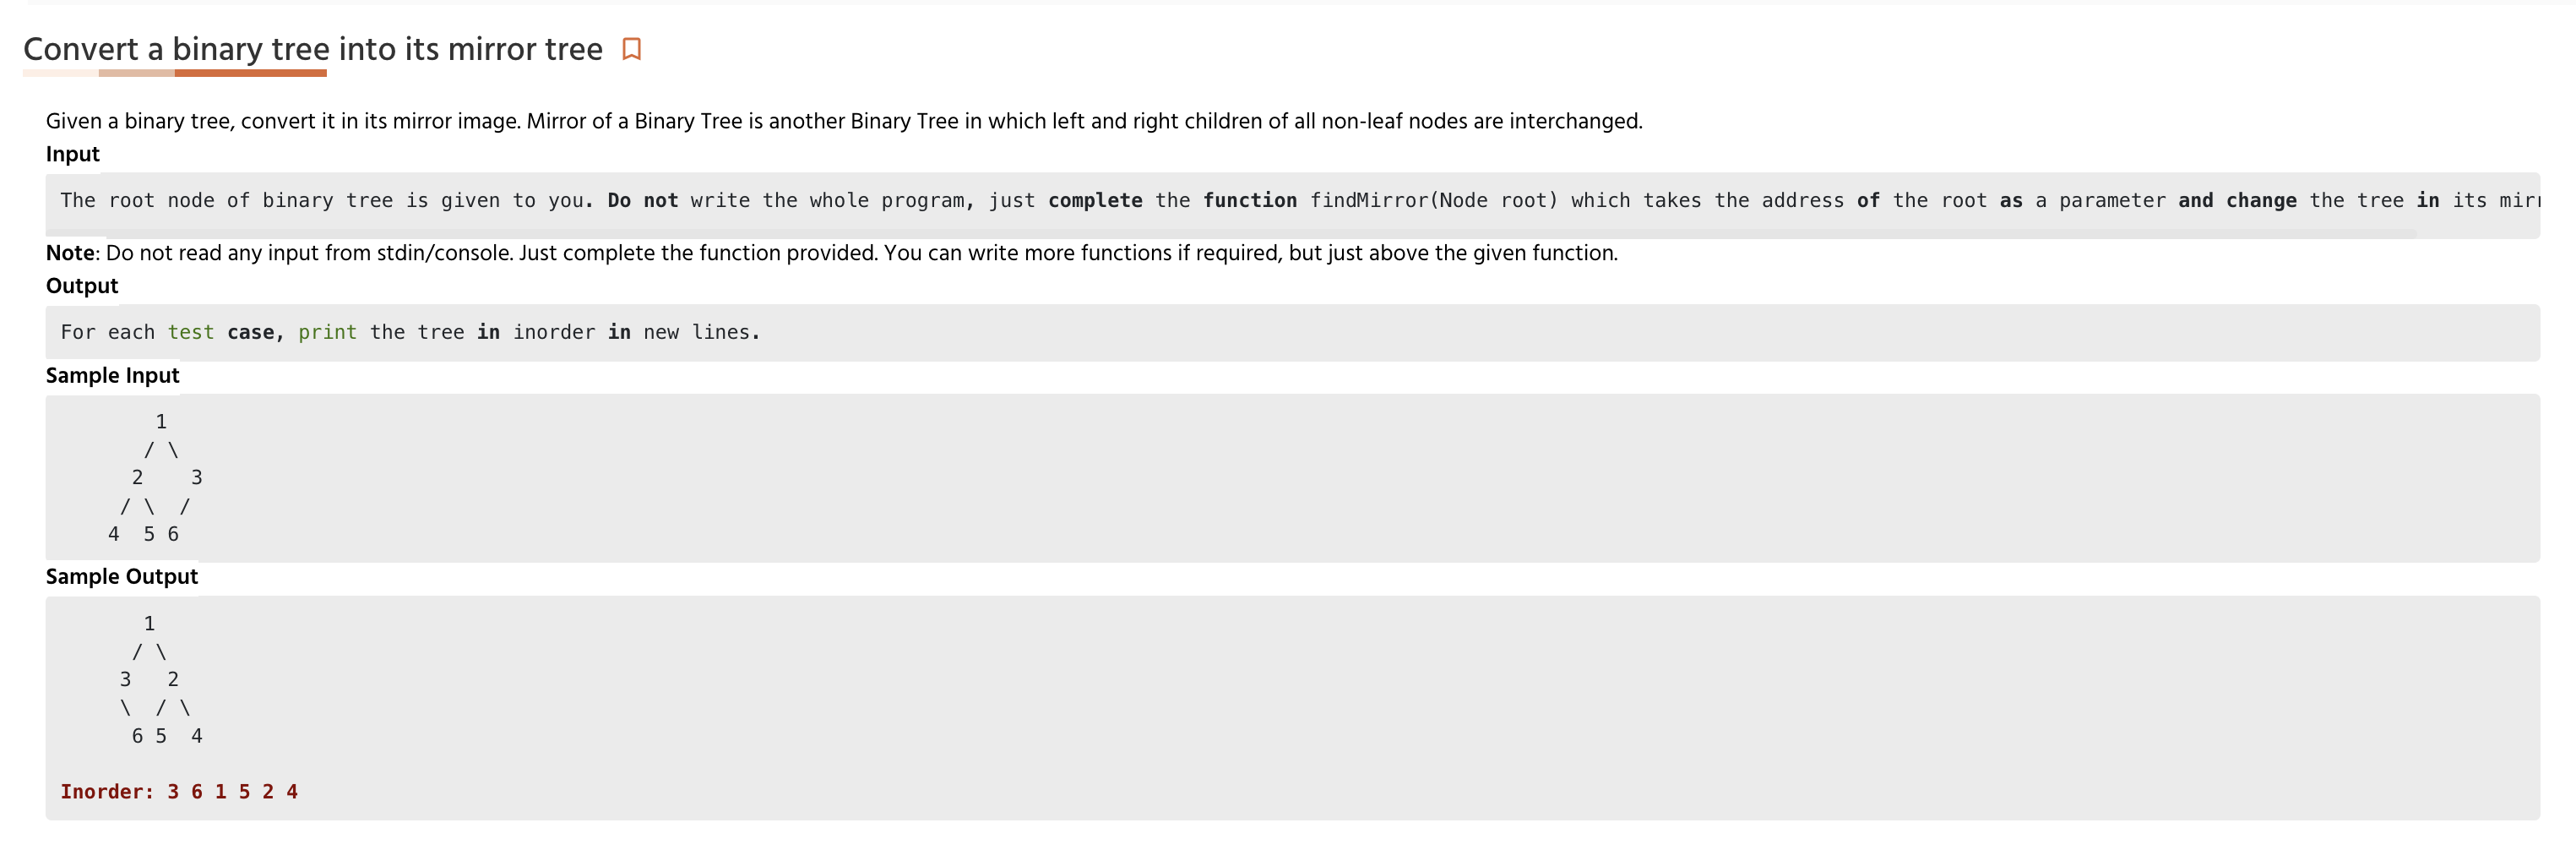 Convert a binary tree into its mirror tree
Given a binary tree, convert it in its mirror image. Mirror of a Binary Tree is another Binary Tree in which left and right children of all non-leaf nodes are interchanged.
Input
The root node of binary tree is given to you. Do not write the whole program, just complete the function findMirror(Node root) which takes the address of the root as a parameter and change the tree in its
Note: Do not read any input from stdin/console. Just complete the function provided. You can write more functions if required, but just above the given function.
Output
For each test case, print the tree in inorder in new lines.
Sample Input
1
/ \
2 3
/ \ /
4 5 6
Sample Output
1
/ \
3 2
\ / \
6 5 4
Inorder: 3 6 1 5 2 4